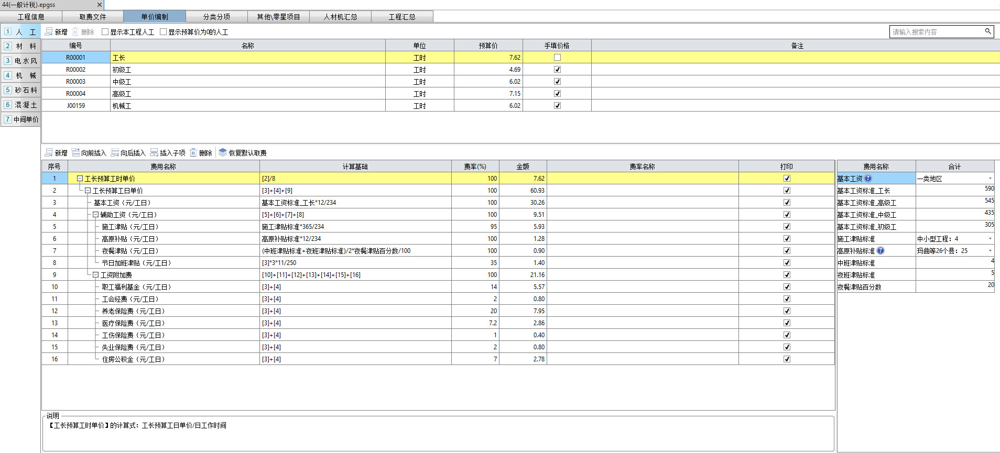 44(一般计税).epgss
工程信息 取费文件 单价编制 分类分项 其他\零星项目 人材机汇总 工程汇总
1 人 工
2 材 料
3 电水风
4 机 械
5 砂石料
6 混凝土
7 中间单价
新增 删除 显示本工程人工 显示预算价为0的人工 请输入搜索内容
编号 名称 单位 预算价 手填价格 备注
R00001 工长 工时 7.62
R00002 初级工 工时 4.69
R00003 中级工 工时 6.02
R00004 高级工 工时 7.15
J00159 机械工 工时 6.02
新增 向前插入 向后插入 插入子项 删除 恢复默认取费
序号 费用名称 计算基础 费率(%) 金额 费率名称 打印
1 工长预算工时单价 [2]/8 100 7.62
2 工长预算工日单价 [3]+[4]+[9] 100 60.93
3 基本工资（元/工日） 基本工资标准_工长*12/234 100 30.26
4 辅助工资（元/工日） [5]+[6]+[7]+[8] 100 9.51
5 施工津贴（元/工日） 施工津贴标准*365/234 95 5.93
6 高原补贴（元/工日） 高原补贴标准*12/234 100 1.28
7 夜餐津贴（元/工日） (中班津贴标准+夜班津贴标准)/2*夜餐津贴百分数/100 100 0.90
8 节日加班津贴（元/工日） [3]*3*11/250 35 1.40
9 工资附加费 [10]+[11]+[12]+[13]+[14]+[15]+[16] 100 21.16
10 职工福利基金（元/工日） [3]+[4] 14 5.57
11 工会经费（元/工日） [3]+[4] 2 0.80
12 养老保险费（元/工日） [3]+[4] 20 7.95
13 医疗保险费（元/工日） [3]+[4] 7.2 2.86
14 工伤保险费（元/工日） [3]+[4] 1 0.40
15 失业保险费（元/工日） [3]+[4] 2 0.80
16 住房公积金（元/工日） [3]+[4] 7 2.78
费用名称 合计
基本工资 一类地区
基本工资标准_工长 590
基本工资标准_高级工 545
基本工资标准_中级工 435
基本工资标准_初级工 305
施工津贴标准 中小型工程：4
高原补贴标准 玛曲等26个县：25
中班津贴标准 4
夜班津贴标准 5
夜餐津贴百分数 20
说明
【工长预算工时单价】的计算式：工长预算工日单价/日工作时间